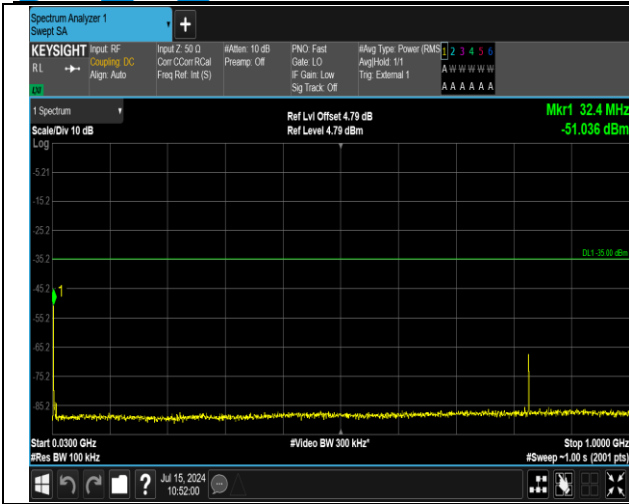 Spectrum Analyzer 1
Swept SA
+
KEYSIGHT Input: RF Input Z: 50 Ω #Atten: 10 dB PNO: Fast #Avg Type: Power (RMS 1 2 3 4 5 6
RL Coupling: DC Corr CCorr RCal Preamp: Off Gate: LO Avg|Hold: 1/1 A W W W W W
Align: Auto Freq Ref: Int (S) IF Gain: Low Trig: External 1
LXI Sig Track: Off A A A A A A
1 Spectrum Ref Lvl Offset 4.79 dB Mkr1 32.4 MHz
Scale/Div 10 dB Ref Level 4.79 dBm -51.036 dBm
Log
-5.21
-15.2
-25.2
DL1 -35.00 dBm
-35.2
-45.2
1
-55.2
-65.2
-75.2
-85.2
Start 0.0300 GHz #Video BW 300 kHz* Stop 1.0000 GHz
#Res BW 100 kHz #Sweep ~1.00 s (2001 pts)
? Jul 15, 2024
10:52:00